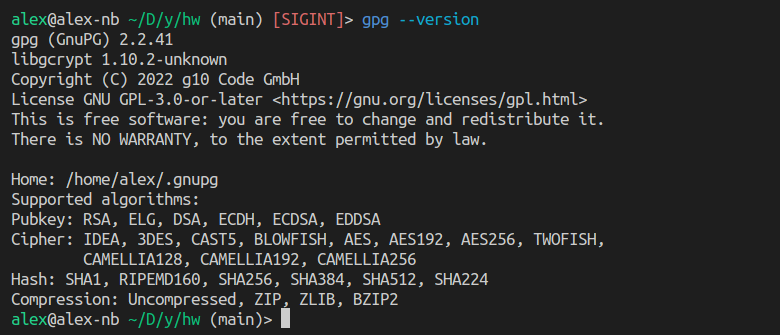 alex@alex-nb ~/D/y/hw (main) [SIGINT]> gpg --version
gpg (GnuPG) 2.2.41
libgcrypt 1.10.2-unknown
Copyright (C) 2022 g10 Code GmbH
License GNU GPL-3.0-or-later <https://gnu.org/licenses/gpl.html>
This is free software: you are free to change and redistribute it.
There is NO WARRANTY, to the extent permitted by law.

Home: /home/alex/.gnupg
Supported algorithms:
Pubkey: RSA, ELG, DSA, ECDH, ECDSA, EDDSA
Cipher: IDEA, 3DES, CAST5, BLOWFISH, AES, AES192, AES256, TWOFISH,
        CAMELLIA128, CAMELLIA192, CAMELLIA256
Hash: SHA1, RIPEMD160, SHA256, SHA384, SHA512, SHA224
Compression: Uncompressed, ZIP, ZLIB, BZIP2
alex@alex-nb ~/D/y/hw (main)>